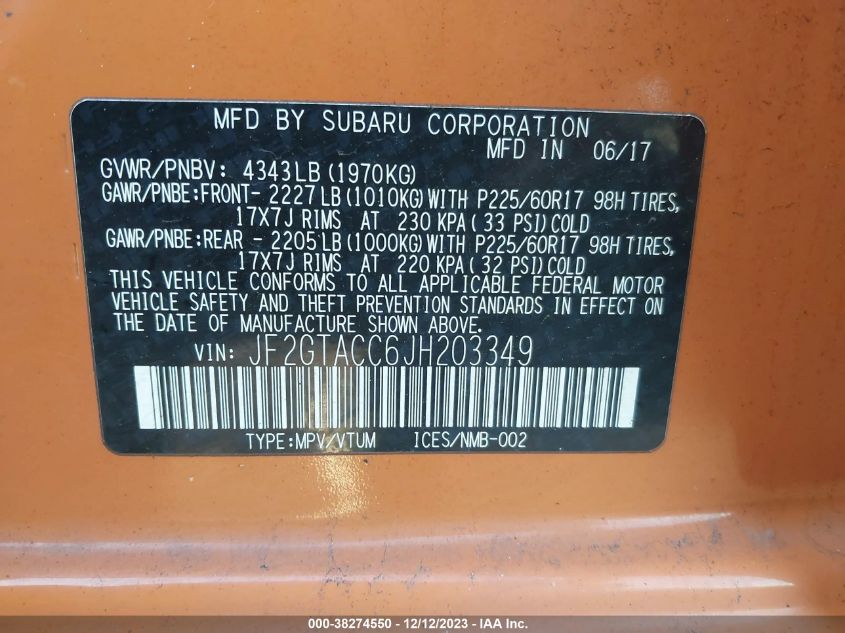 MFD BY SUBARU CORPORATION
MFD IN 06/17
GVWR/PNBV: 4343LB (1970KG)
GAWR/PNBE:FRONT- 2227LB (1010KG) WITH P225/60R17 98H TIRES,
17X7J RIMS AT 230 KPA (33 PSI) COLD
GAWR/PNBE:REAR - 2205LB (1000KG) WITH P225/60R17 98H TIRES,
17X7J RIMS AT 220 KPA (32 PSI) COLD
THIS VEHICLE CONFORMS TO ALL APPLICABLE FEDERAL MOTOR
VEHICLE SAFETY AND THEFT PREVENTION STANDARDS IN EFFECT ON
THE DATE OF MANUFACTURE SHOWN ABOVE.
VIN: JF2GTACC6JH203349
TYPE:MPV/VTUM ICES/NMB-002
000-38274550 - 12/12/2023 - IAA Inc.